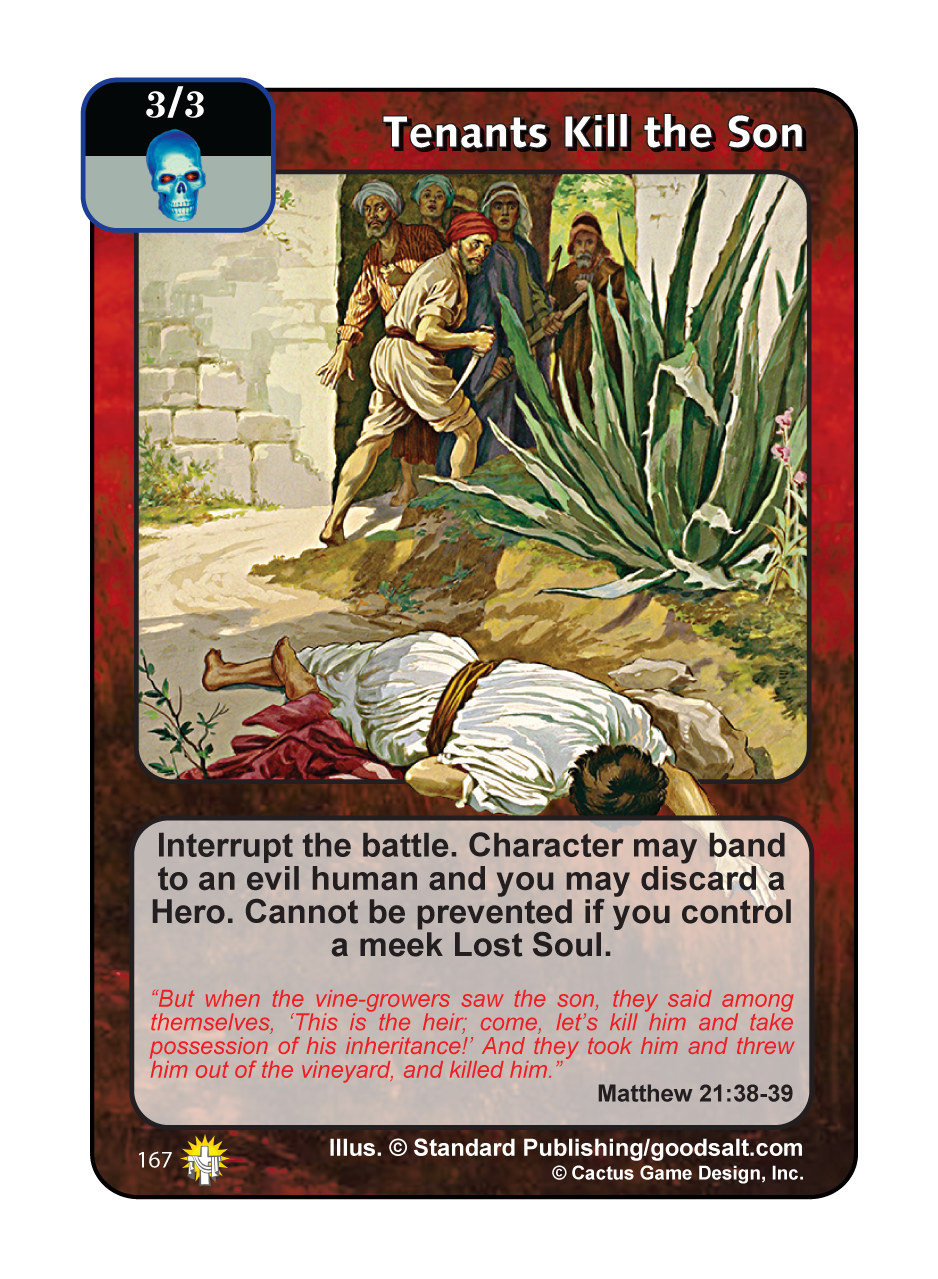 3/3
Tenants Kill the Son
Interrupt the battle. Character may band
to an evil human and you may discard a
Hero. Cannot be prevented if you control
a meek Lost Soul.
“But when the vine-growers saw the son, they said among
themselves, ‘This is the heir; come, let’s kill him and take
possession of his inheritance!’ And they took him and threw
him out of the vineyard, and killed him.”
Matthew 21:38-39
167
Illus. © Standard Publishing/goodsalt.com
© Cactus Game Design, Inc.